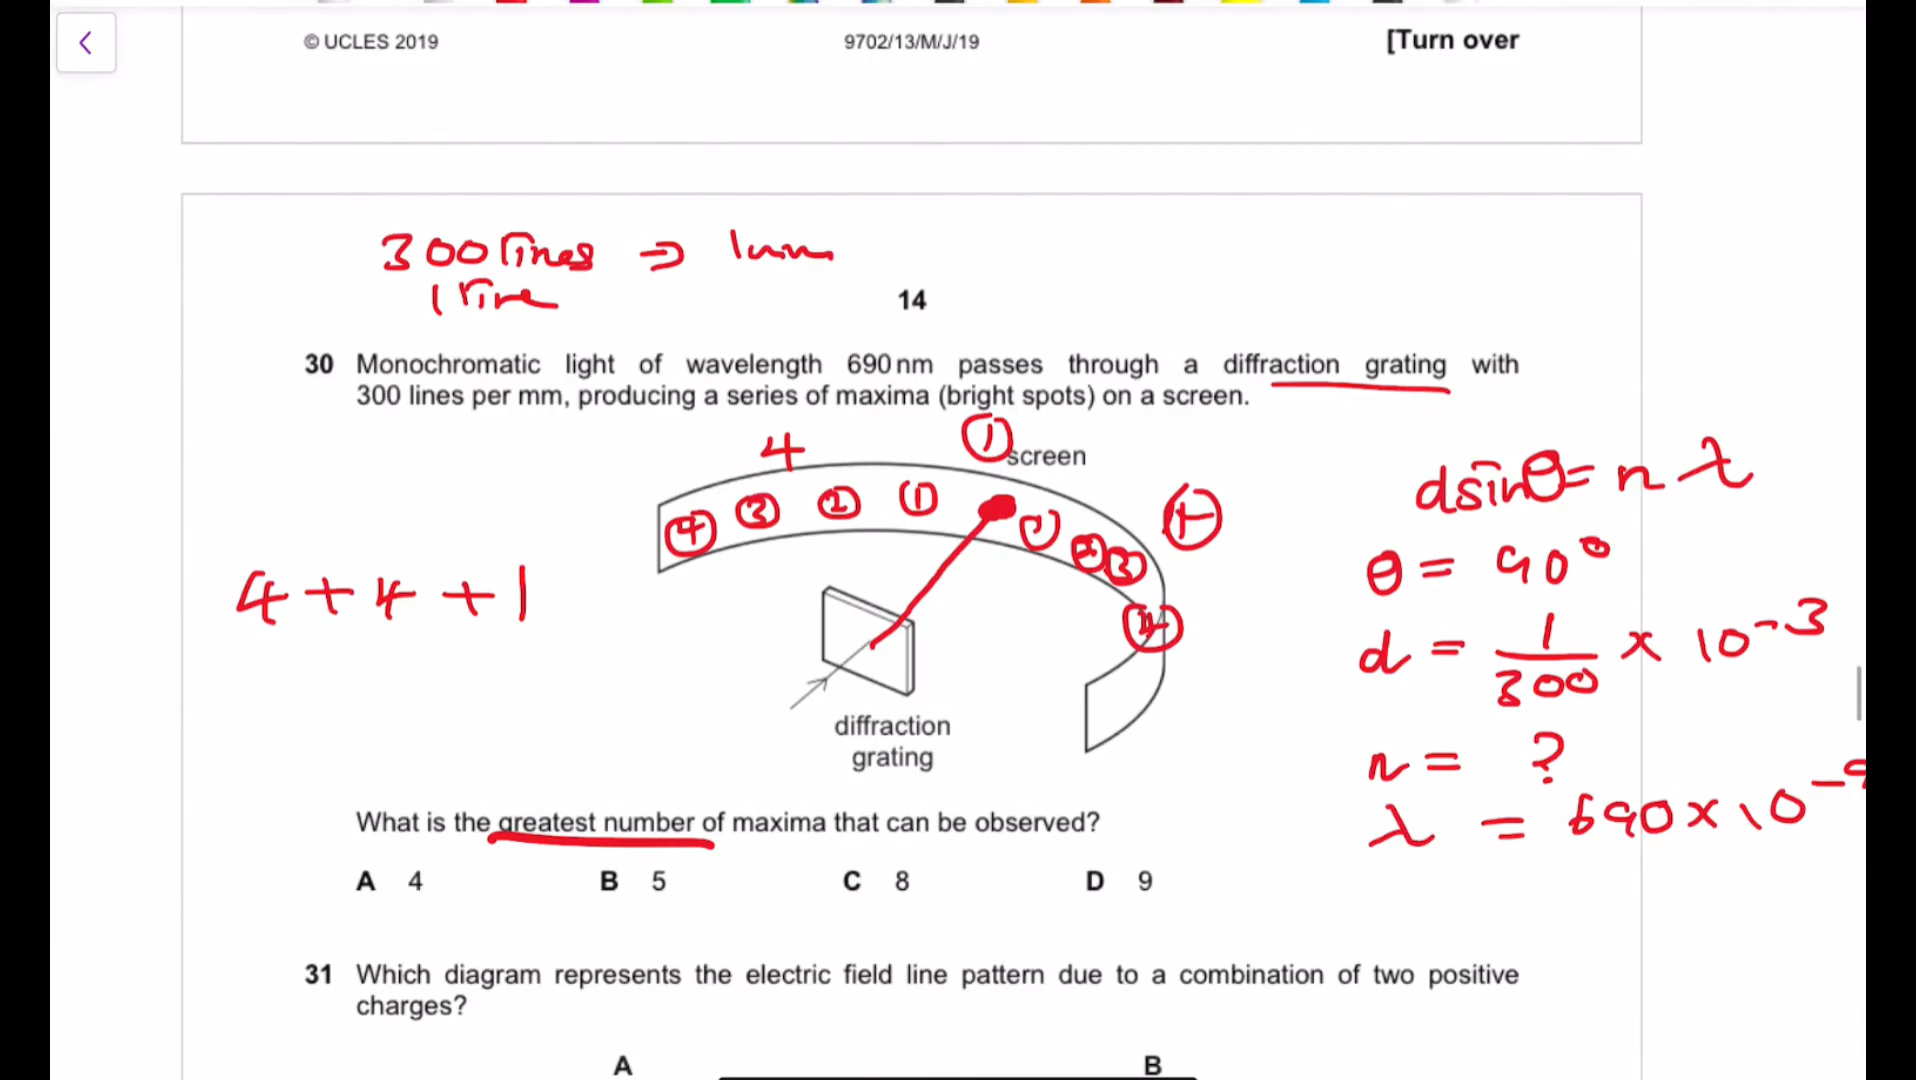 © UCLES 2019 9702/13/M/J/19 [Turn over
300 lines ⇒ 1mm
1 line
14
30 Monochromatic light of wavelength 690 nm passes through a diffraction grating with
300 lines per mm, producing a series of maxima (bright spots) on a screen.
4 1 screen
4 3 2 1 1 2 3 4
4
4 + 4 + 1
dsinθ = nλ
θ = 90°
d = 1/300 × 10⁻³
n = ?
λ = 690 × 10⁻⁹
diffraction
grating
What is the greatest number of maxima that can be observed?
A 4 B 5 C 8 D 9
31 Which diagram represents the electric field line pattern due to a combination of two positive
charges?
A B